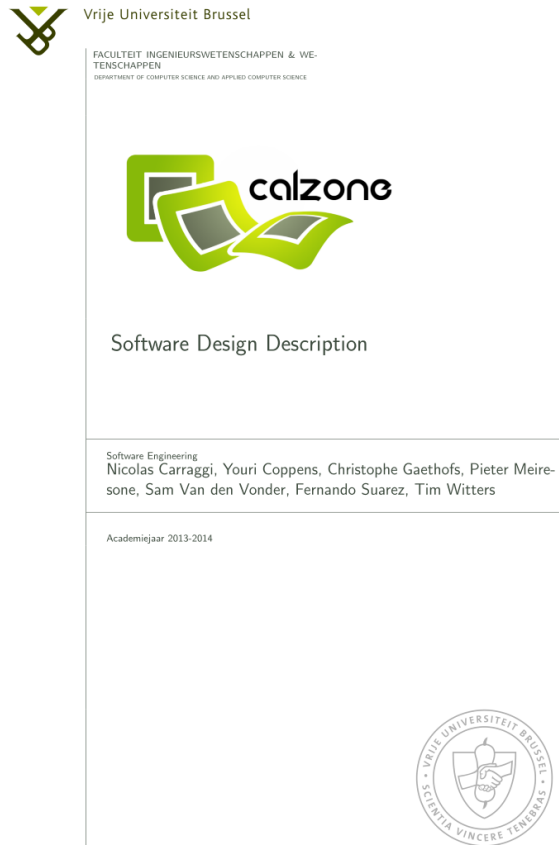 Vrije Universiteit Brussel
FACULTEIT INGENIEURSWETENSCHAPPEN & WE-
TENSCHAPPEN
DEPARTMENT OF COMPUTER SCIENCE AND APPLIED COMPUTER SCIENCE
calzone
Software Design Description
Software Engineering
Nicolas Carraggi, Youri Coppens, Christophe Gaethofs, Pieter Meire-
sone, Sam Van den Vonder, Fernando Suarez, Tim Witters
Academiejaar 2013-2014
VRIJE UNIVERSITEIT BRUSSEL
SCIENTIA VINCERE TENEBRAS